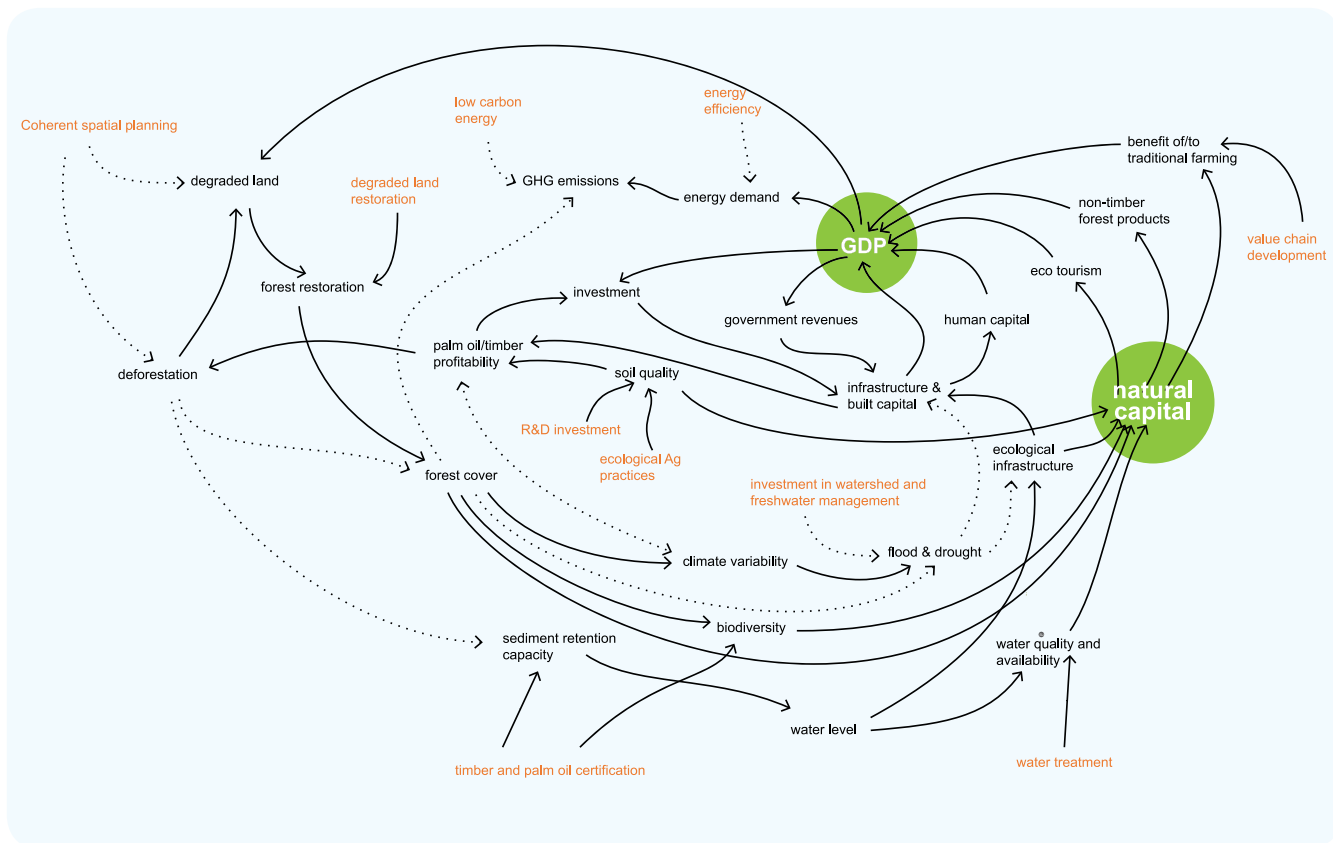 energy
efficiency
low carbon
energy
Coherent spatial planning
benefit of/to
traditional farming
degraded land
degraded land
restoration
GHG emissions
energy demand
non-timber
forest products
value chain
development
GDP
eco tourism
forest restoration
investment
government revenues
human capital
palm oil/timber
profitability
deforestation
soil quality
infrastructure &
built capital
natural
capital
R&D investment
ecological Ag
practices
ecological
infrastructure
forest cover
investment in watershed and
freshwater management
climate variability
flood & drought
biodiversity
sediment retention
capacity
water quality and
availability
water level
timber and palm oil certification
water treatment